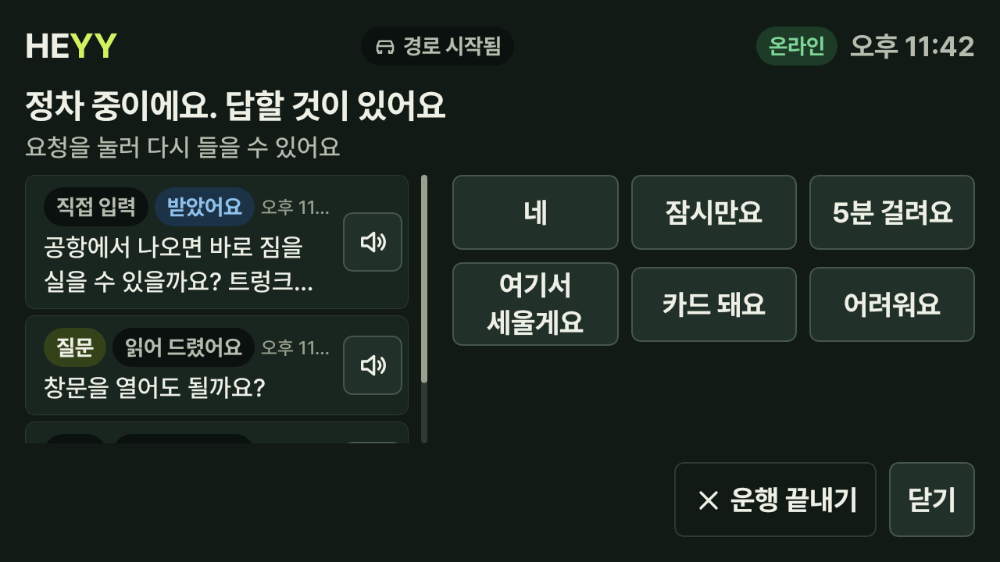 HEYY
경로 시작됨
온라인
오후 11:42
정차 중이에요. 답할 것이 있어요
요청을 눌러 다시 들을 수 있어요
직접 입력
받았어요
오후 11...
공항에서 나오면 바로 짐을
실을 수 있을까요? 트렁크...
질문
읽어 드렸어요
오후 11...
창문을 열어도 될까요?
네
잠시만요
5분 걸려요
여기서
세울게요
카드 돼요
어려워요
운행 끝내기
닫기